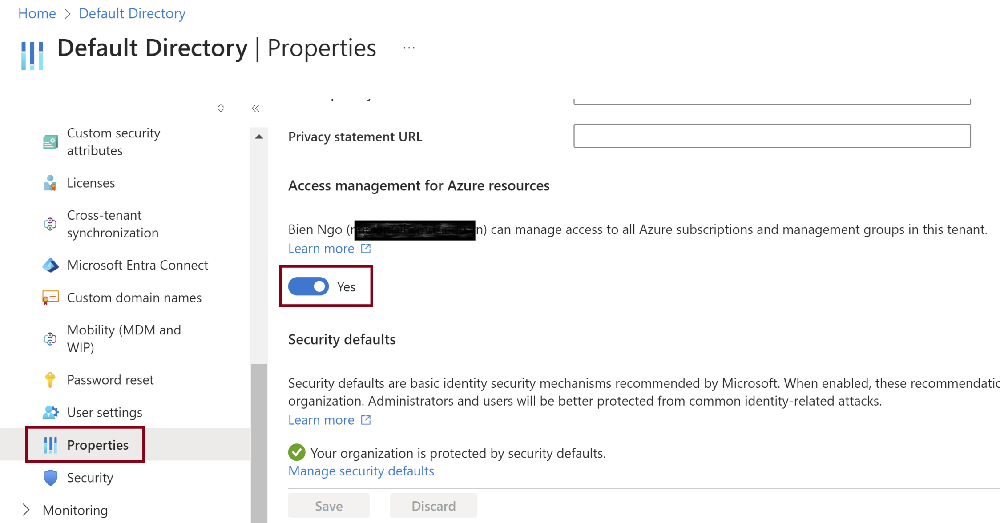 Home > Default Directory
Default Directory | Properties ...
Custom security
attributes
Licenses
Cross-tenant
synchronization
Microsoft Entra Connect
Custom domain names
Mobility (MDM and
WIP)
Password reset
User settings
Properties
Security
Monitoring
Privacy statement URL
Access management for Azure resources
Bien Ngo ( n) can manage access to all Azure subscriptions and management groups in this tenant.
Learn more
Yes
Security defaults
Security defaults are basic identity security mechanisms recommended by Microsoft. When enabled, these
organization. Administrators and users will be better protected from common identity-related attacks.
Learn more
Your organization is protected by security defaults.
Manage security defaults
Save
Discard